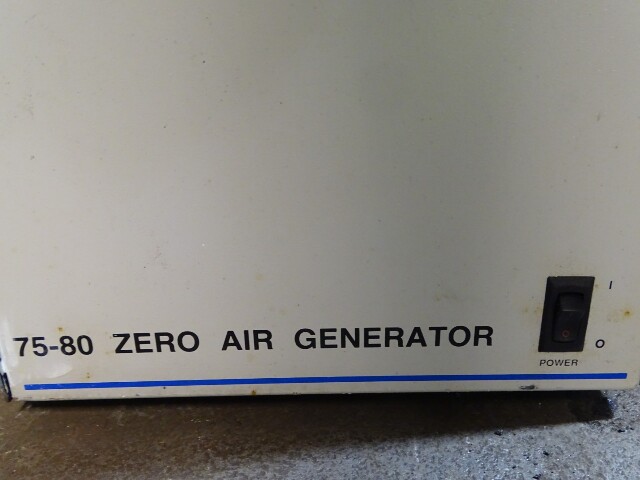 75-80 ZERO AIR GENERATOR
I
O
POWER